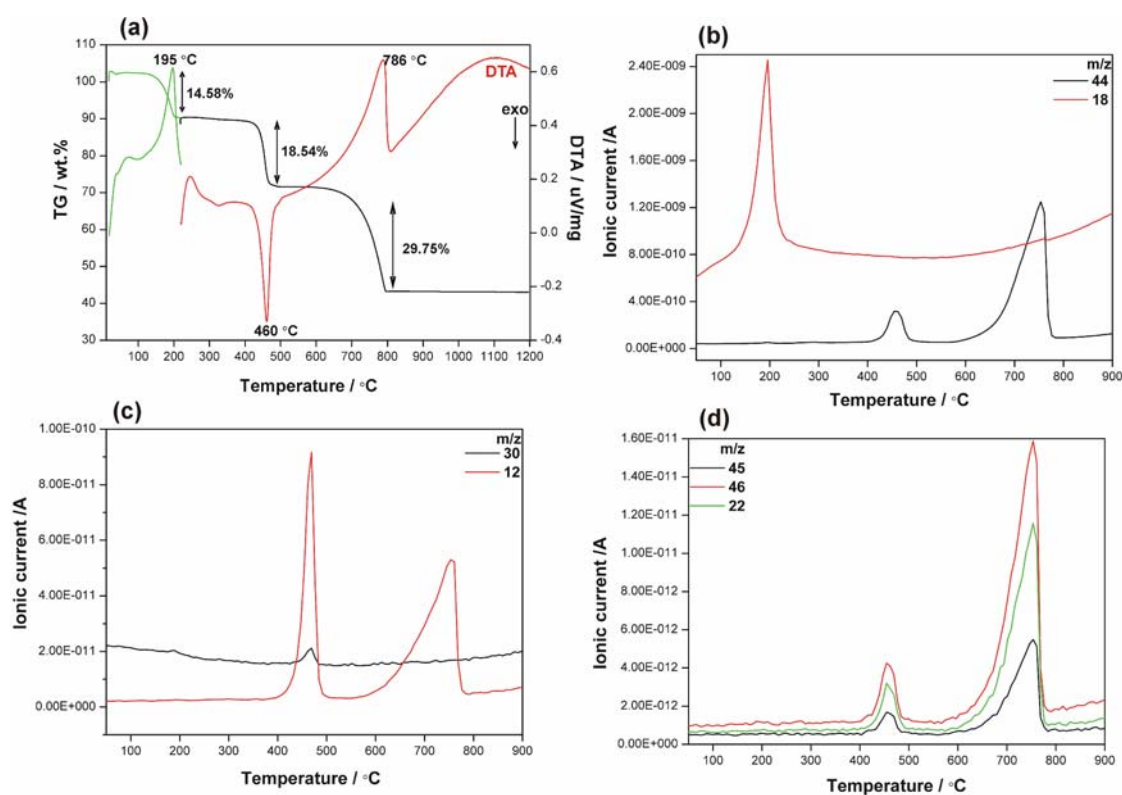 (a)
110
100
90
80
70
60
50
40
30
TG / wt.%
195 °C
14.58%
18.54%
29.75%
460 °C
786 °C
DTA
exo
0.6
0.4
0.2
0.0
-0.2
-0.4
DTA / uV/mg
100 200 300 400 500 600 700 800 900 1000 1100 1200
Temperature / °C
(b)
m/z
44
18
2.40E-009
2.00E-009
1.60E-009
1.20E-009
8.00E-010
4.00E-010
0.00E+000
Ionic current /A
100 200 300 400 500 600 700 800 900
Temperature / °C
(c)
m/z
30
12
1.00E-010
8.00E-011
6.00E-011
4.00E-011
2.00E-011
0.00E+000
Ionic current /A
100 200 300 400 500 600 700 800 900
Temperature / °C
(d)
m/z
45
46
22
1.60E-011
1.40E-011
1.20E-011
1.00E-011
8.00E-012
6.00E-012
4.00E-012
2.00E-012
0.00E+000
Ionic current /A
100 200 300 400 500 600 700 800 900
Temperature / °C